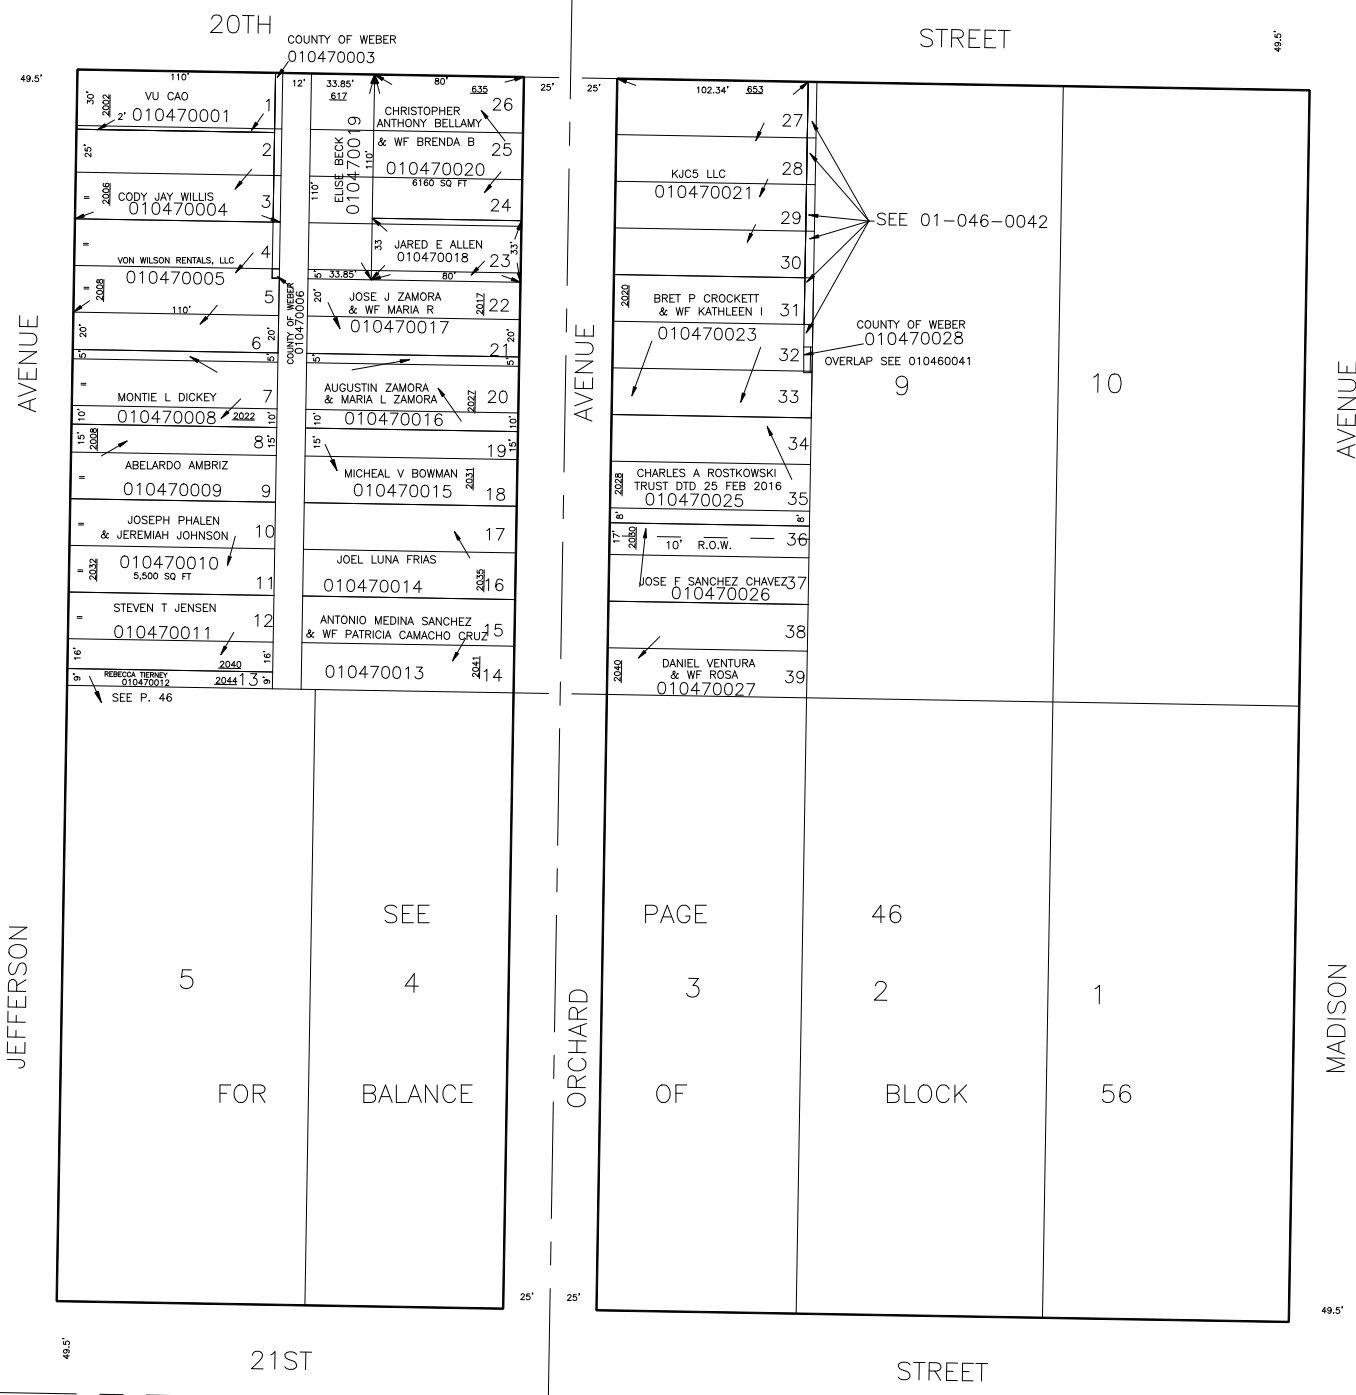 20TH
STREET
49.5'
49.5'
COUNTY OF WEBER
010470003
110'
12'
33.85'
617
80'
635
25'
25'
102.34'
653
30'
2002
VU CAO
2'
010470001
1
25'
2
2006
=
CODY JAY WILLIS
010470004
3
=
4
VON WILSON RENTALS, LLC
010470005
=
2008
5
110'
20'
6
20'
5'
5'
=
7
MONTIE L DICKEY
10'
010470008
2022
10'
15'
2008
8
15'
ABELARDO AMBRIZ
=
010470009
9
=
JOSEPH PHALEN
& JEREMIAH JOHNSON
10
010470010
5,500 SQ FT
=
2032
11
STEVEN T JENSEN
=
010470011
12
16'
2040
16'
9'
REBECCA TIERNEY
010470012
2044
13
9'
SEE P. 46
COUNTY OF WEBER
010470006
ELISE BECK
010470019
110'
110'
CHRISTOPHER
ANTHONY BELLAMY
26
& WF BRENDA B
25
010470020
6160 SQ FT
24
33
JARED E ALLEN
010470018
33'
23
5'
33.85'
80'
20'
JOSE J ZAMORA
& WF MARIA R
2017
22
010470017
20'
21
5'
5'
AUGUSTIN ZAMORA
& MARIA L ZAMORA
2027
20
10'
010470016
10'
15'
19
15'
MICHEAL V BOWMAN
2031
010470015
18
17
JOEL LUNA FRIAS
010470014
2035
16
ANTONIO MEDINA SANCHEZ
& WF PATRICIA CAMACHO CRUZ
15
010470013
2041
14
27
KJC5 LLC
28
010470021
29
SEE 01-046-0042
30
2020
BRET P CROCKETT
& WF KATHLEEN I
31
010470023
COUNTY OF WEBER
010470028
32
OVERLAP SEE 010460041
33
9
10
34
2028
CHARLES A ROSTKOWSKI
TRUST DTD 25 FEB 2016
010470025
35
8'
8'
17'
2030
10' R.O.W.
36
JOSE F SANCHEZ CHAVEZ
37
010470026
38
2040
DANIEL VENTURA
& WF ROSA
39
010470027
AVENUE
AVENUE
AVENUE
SEE PAGE 46
5
4
3
2
1
JEFFERSON
ORCHARD
MADISON
FOR BALANCE OF BLOCK 56
25'
25'
49.5'
49.5'
21ST
STREET